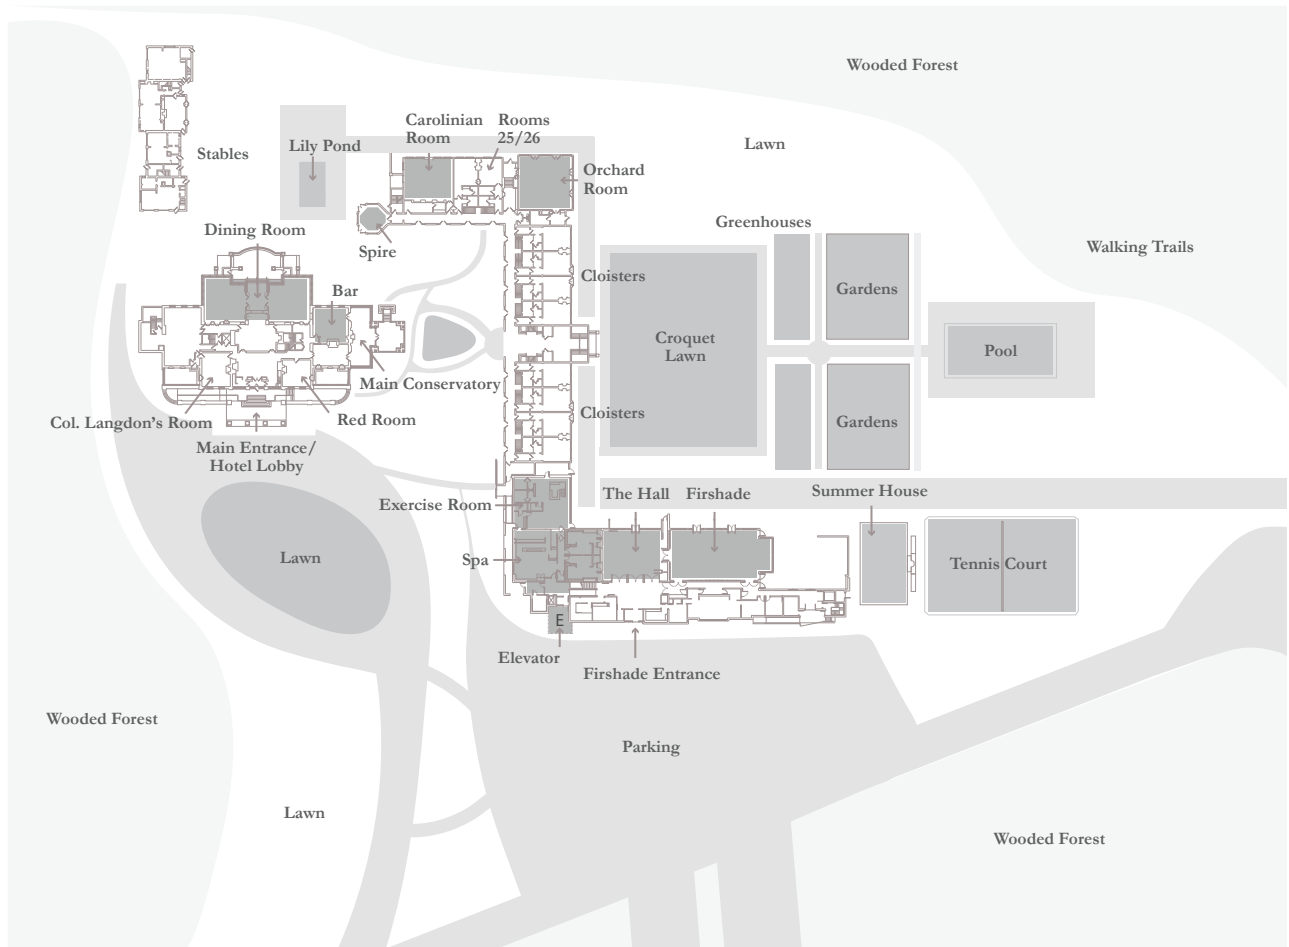 Wooded Forest
Carolinian
Room
Rooms
25/26
Lily Pond
Lawn
Stables
Orchard
Room
Greenhouses
Dining Room
Spire
Walking Trails
Cloisters
Gardens
Bar
Croquet
Lawn
Pool
Main Conservatory
Col. Langdon's Room
Red Room
Cloisters
Gardens
Main Entrance/
Hotel Lobby
Exercise Room
The Hall
Firshade
Summer House
Lawn
Spa
Tennis Court
E
Elevator
Firshade Entrance
Wooded Forest
Parking
Lawn
Wooded Forest